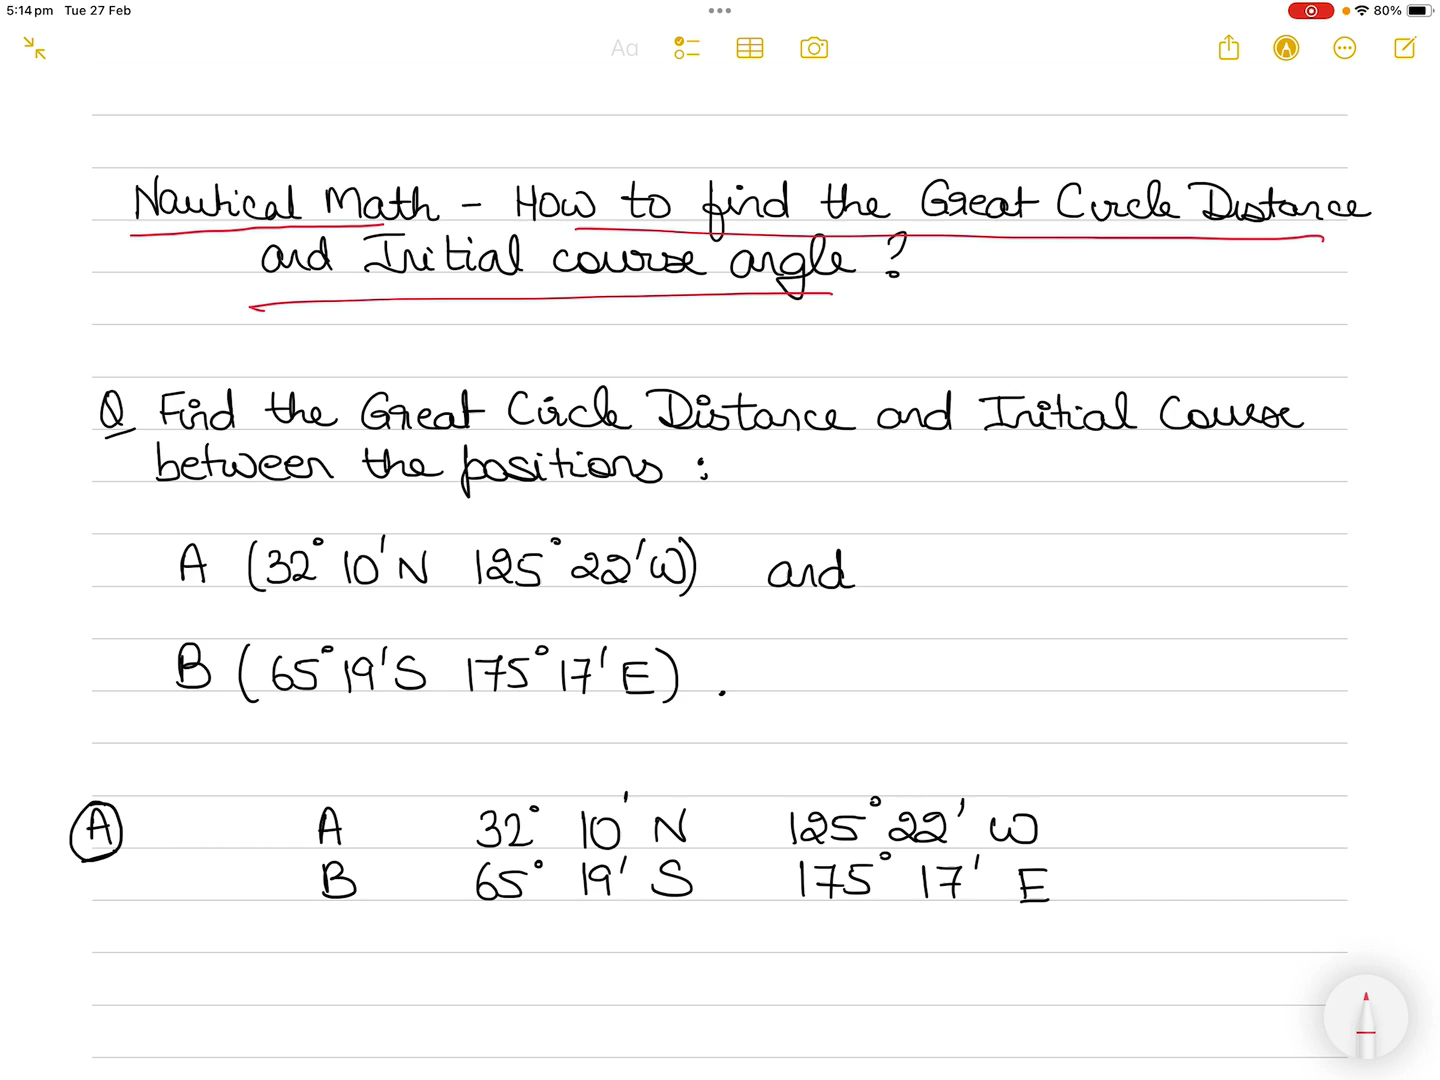 5:14 pm Tue 27 Feb
80%
Aa
Nautical Math - How to find the Great Circle Distance
and Initial course angle ?
Q Find the Great Circle Distance and Initial Course
between the positions :
A (32° 10' N 125° 22' W) and
B (65° 19' S 175° 17' E) .
A A 32° 10' N 125° 22' W
B 65° 19' S 175° 17' E